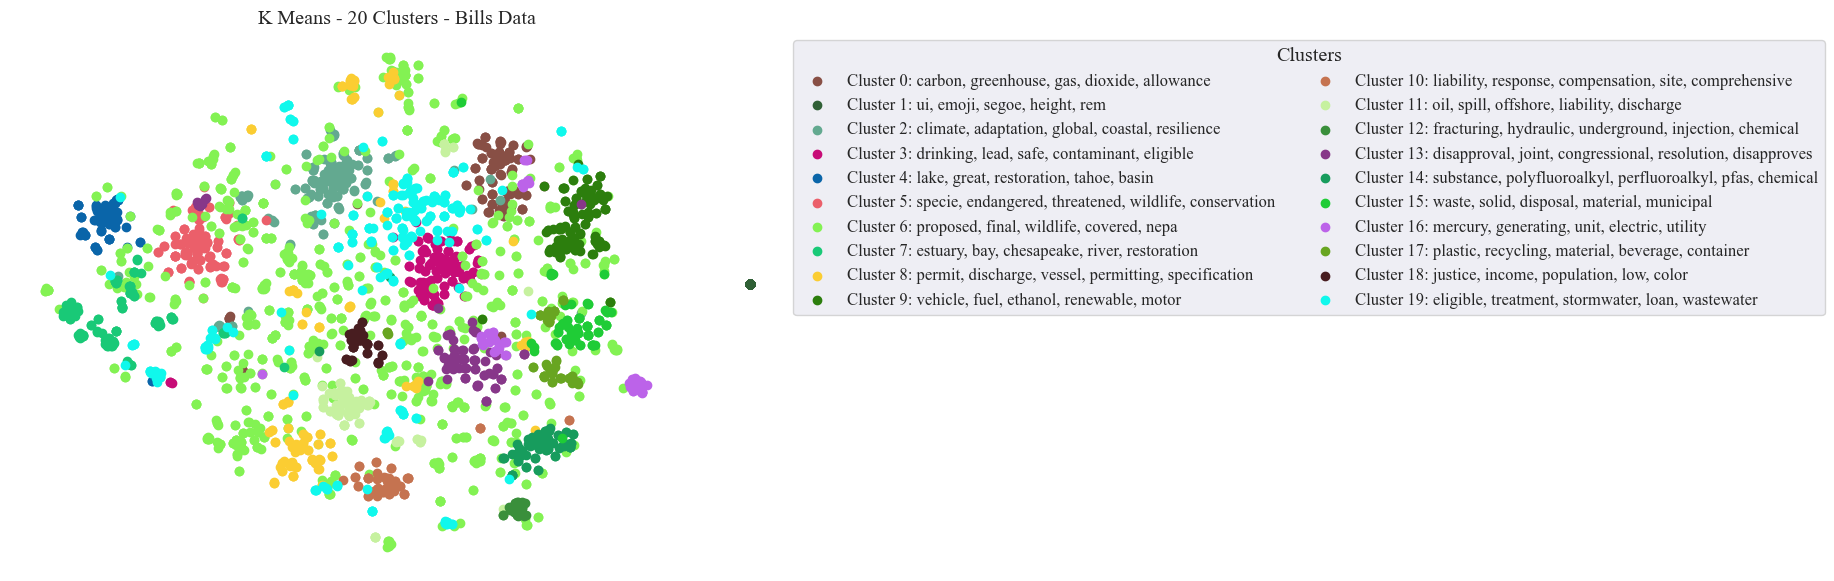 K Means - 20 Clusters - Bills Data
Clusters
Cluster 0: carbon, greenhouse, gas, dioxide, allowance
Cluster 1: ui, emoji, segoe, height, rem
Cluster 2: climate, adaptation, global, coastal, resilience
Cluster 3: drinking, lead, safe, contaminant, eligible
Cluster 4: lake, great, restoration, tahoe, basin
Cluster 5: specie, endangered, threatened, wildlife, conservation
Cluster 6: proposed, final, wildlife, covered, nepa
Cluster 7: estuary, bay, chesapeake, river, restoration
Cluster 8: permit, discharge, vessel, permitting, specification
Cluster 9: vehicle, fuel, ethanol, renewable, motor
Cluster 10: liability, response, compensation, site, comprehensive
Cluster 11: oil, spill, offshore, liability, discharge
Cluster 12: fracturing, hydraulic, underground, injection, chemical
Cluster 13: disapproval, joint, congressional, resolution, disapproves
Cluster 14: substance, polyfluoroalkyl, perfluoroalkyl, pfas, chemical
Cluster 15: waste, solid, disposal, material, municipal
Cluster 16: mercury, generating, unit, electric, utility
Cluster 17: plastic, recycling, material, beverage, container
Cluster 18: justice, income, population, low, color
Cluster 19: eligible, treatment, stormwater, loan, wastewater